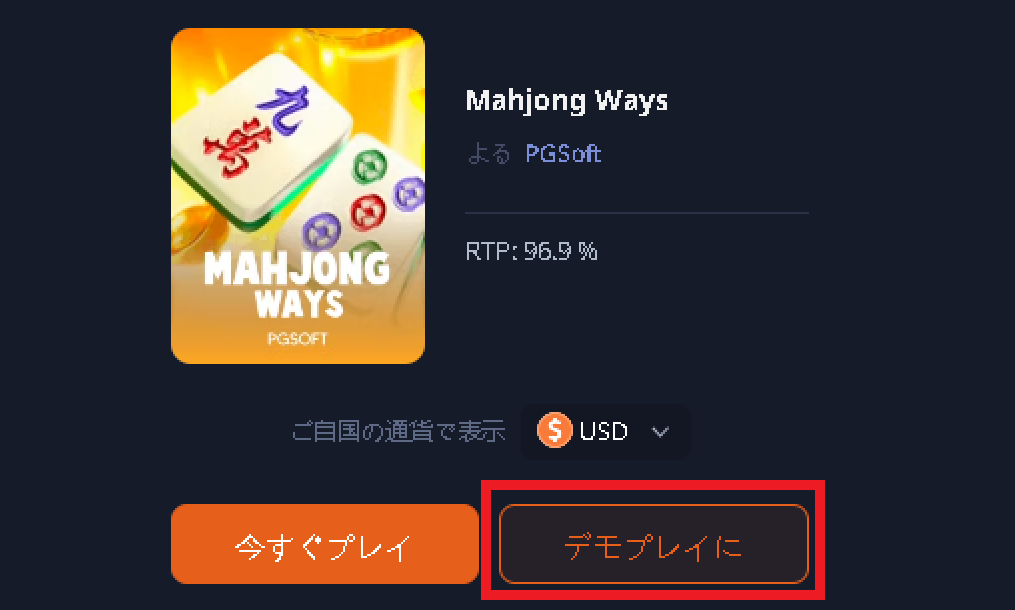 九
萬
MAHJONG
WAYS
PGSOFT
Mahjong Ways
よる PGSoft
RTP: 96.9 %
ご自国の通貨で表示 $ USD
今すぐプレイ
デモプレイに